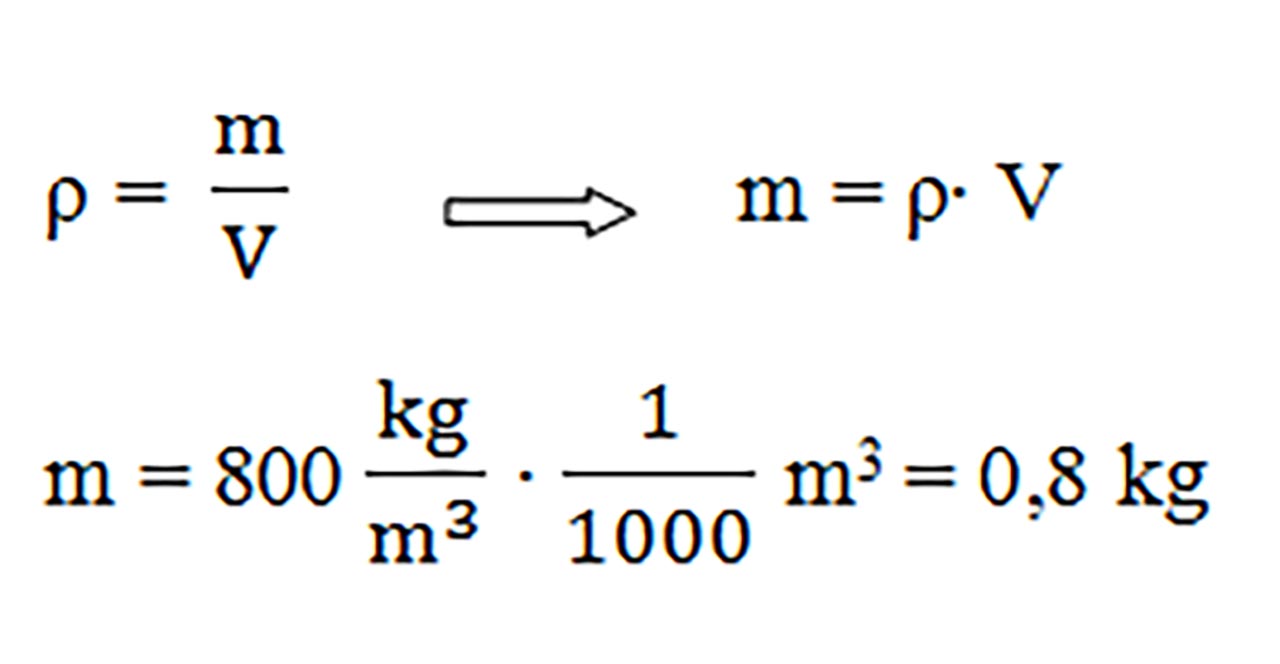 ρ = m/V ⟹ m = ρ· V
m = 800 kg/m³ · 1/1000 m³ = 0,8 kg